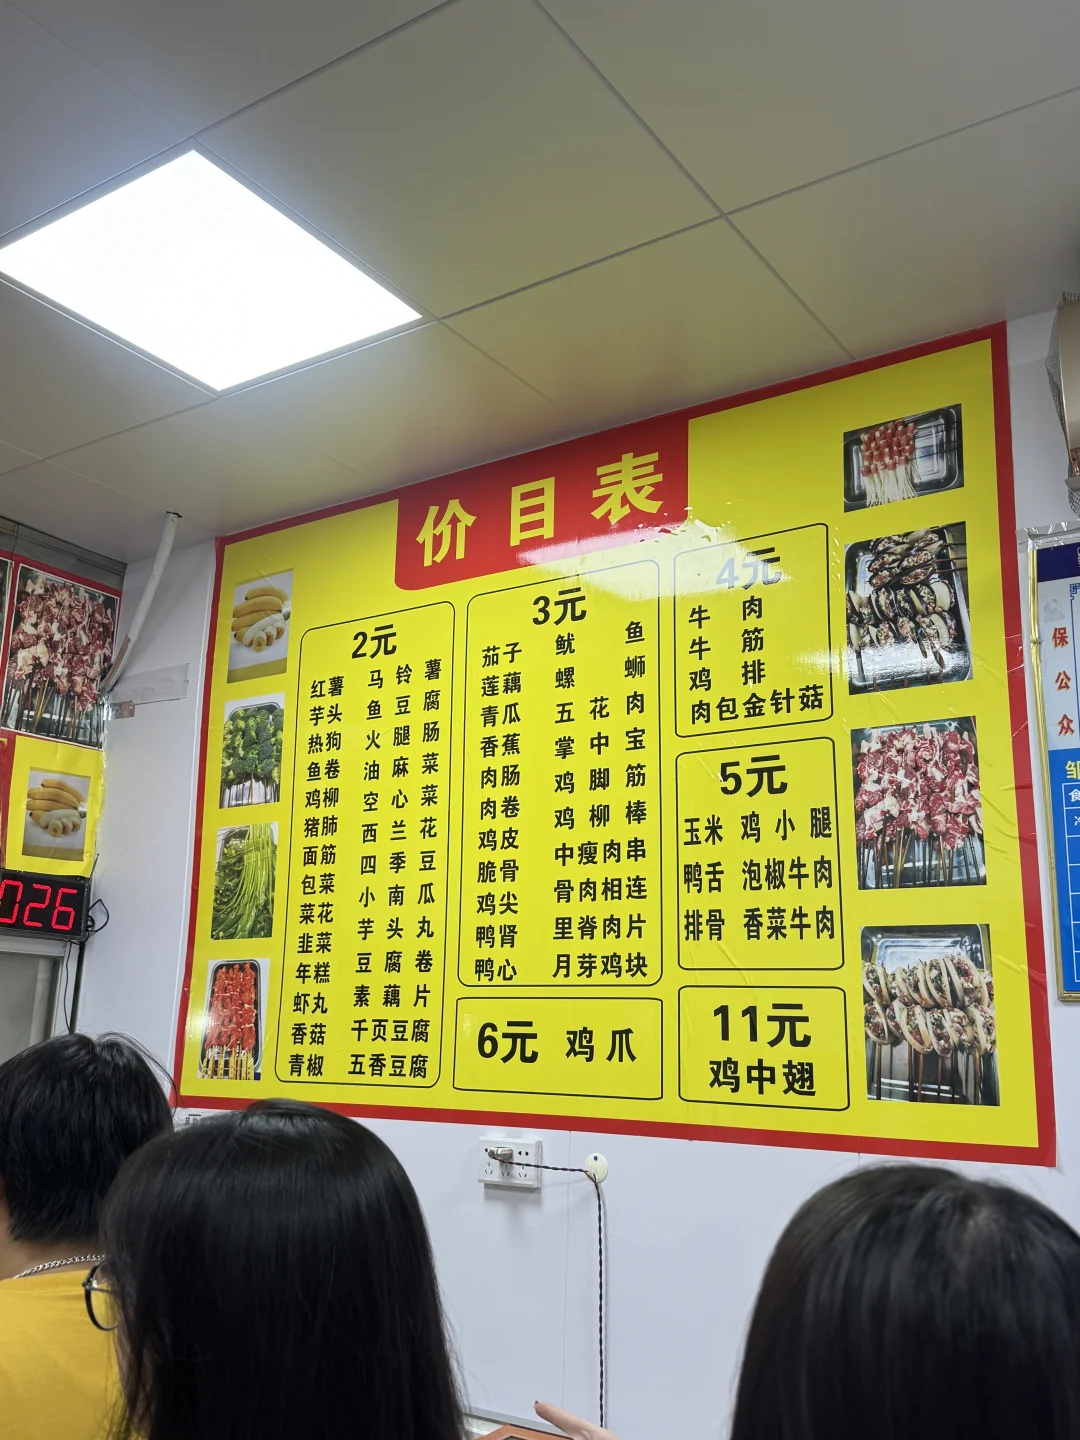 价目表
2元
红薯 马铃薯
芋头 鱼豆腐
热狗 火腿肠
鱼卷 油麻菜
鸡柳 空心菜
猪肺 西兰花
面筋 四季豆
包菜 小南瓜
菜花 芋头丸
韭菜 豆腐卷
年糕 素藕片
虾丸 千页豆腐
香菇 五香豆腐
青椒
3元
茄子 鱿鱼
莲藕 螺蛳
青瓜 五花肉
香蕉 掌中宝
肉肠 鸡脚筋
肉卷 鸡柳棒
鸡皮 中瘦肉串
脆骨 骨肉相连
鸡尖 里脊肉片
鸭肾 月芽鸡块
鸭心
4元
牛肉
牛筋
鸡排
肉包金针菇
5元
玉米 鸡小腿
鸭舌 泡椒牛肉
排骨 香菜牛肉
6元 鸡爪
11元
鸡中翅
026
保
公
众